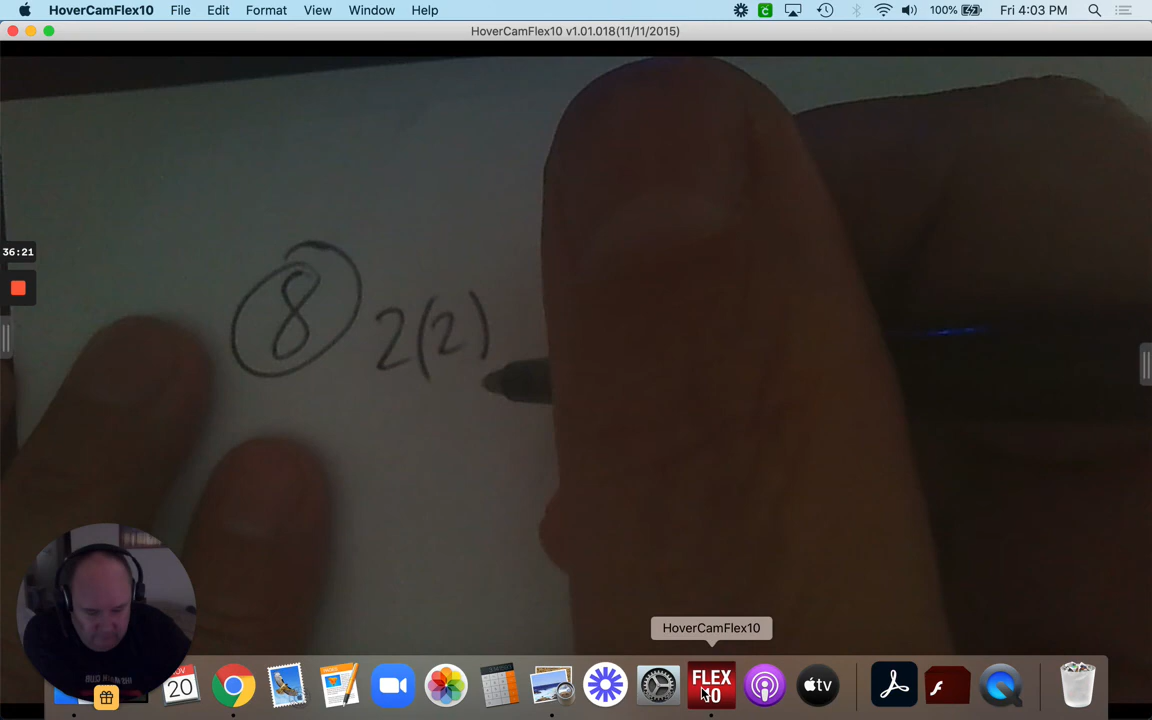 HoverCamFlex10 File Edit Format View Window Help 100% Fri 4:03 PM
HoverCamFlex10 v1.01.018(11/11/2015)
36:21
8 2(2)
HoverCamFlex10
NOV
20
FLEX
10
tv